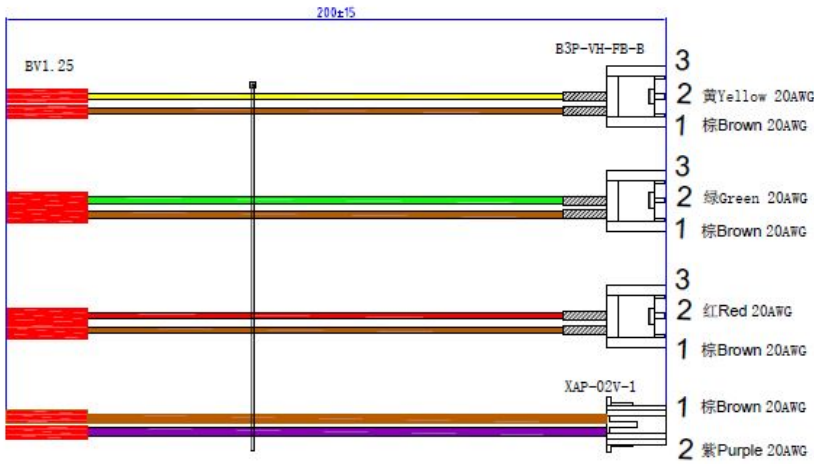 200±15
B3P-VH-FB-B
BV1.25
3
2 黄Yellow 20AWG
1 棕Brown 20AWG
3
2 绿Green 20AWG
1 棕Brown 20AWG
3
2 红Red 20AWG
1 棕Brown 20AWG
XAP-02V-1
1 棕Brown 20AWG
2 紫Purple 20AWG